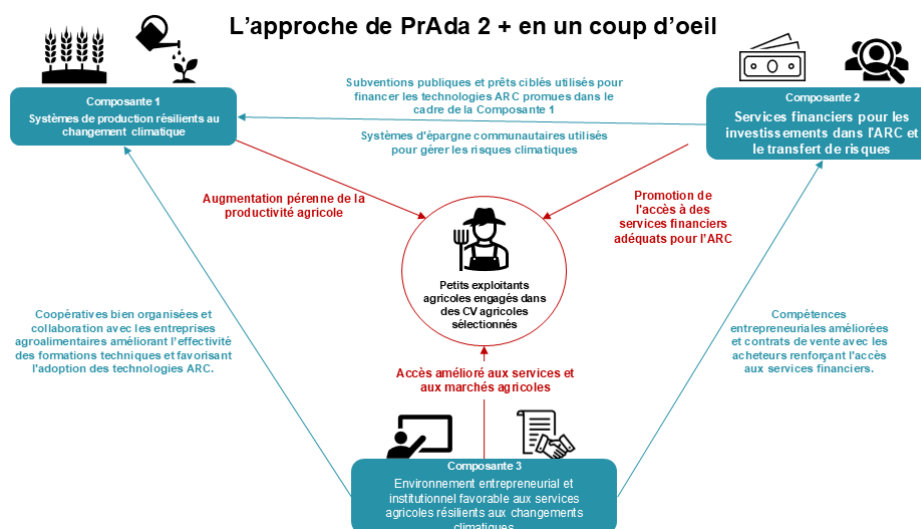 L'approche de PrAda 2 + en un coup d'oeil
Composante 1
Systèmes de production résilients au
changement climatique
Subventions publiques et prêts ciblés utilisés pour
financer les technologies ARC promues dans le
cadre de la Composante 1
Systèmes d'épargne communautaires utilisés
pour gérer les risques climatiques
Composante 2
Services financiers pour les
investissements dans l'ARC et
le transfert de risques
Augmentation pérenne de la
productivité agricole
Promotion de
l'accès à des
services financiers
adéquats pour l'ARC
Petits exploitants
agricoles engagés dans
des CV agricoles
sélectionnés
Coopératives bien organisées et
collaboration avec les entreprises
agroalimentaires améliorant l'effectivité
des formations techniques et favorisant
l'adoption des technologies ARC.
Compétences
entrepreneuriales améliorées
et contrats de vente avec les
acheteurs renforçant l'accès
aux services financiers.
Accès amélioré aux services et
aux marchés agricoles
Composante 3
Environnement entrepreneurial et
institutionnel favorable aux services
agricoles résilients aux changements
climatiques